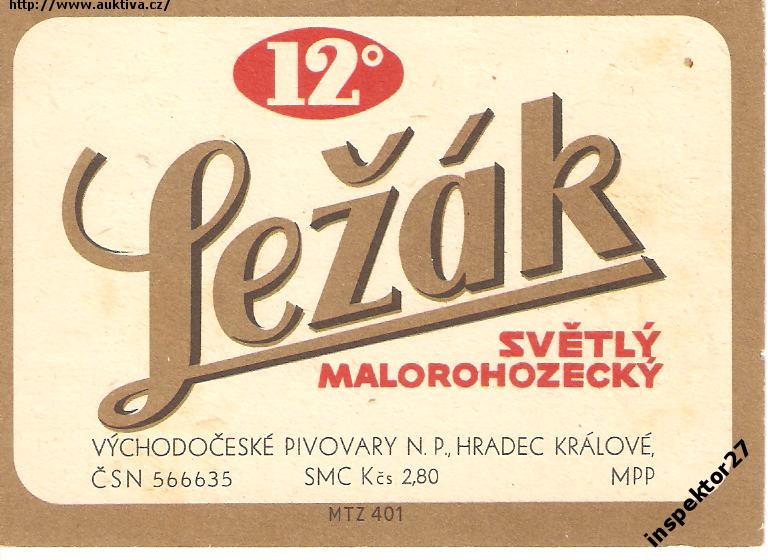 http://www.auktiva.cz/
12°
Ležák
SVĚTLÝ
MALOROHOZECKÝ
VÝCHODOČESKÉ PIVOVARY N. P., HRADEC KRÁLOVÉ,
ČSN 566635 SMC Kčs 2,80 MPP
MTZ 401
inspektor27